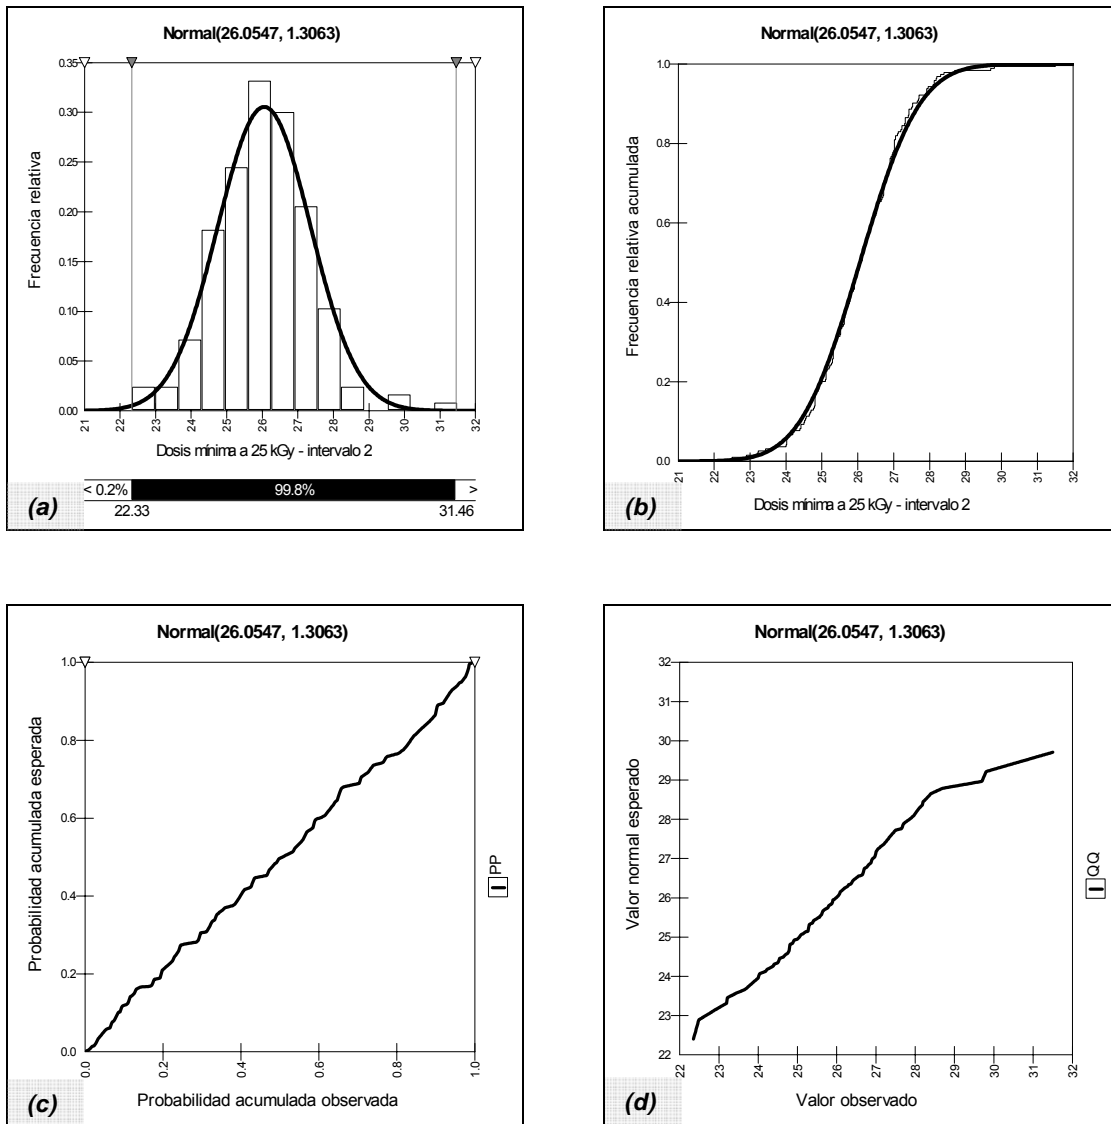 Normal(26.0547, 1.3063)
Frecuencia relativa
0.35
0.30
0.25
0.20
0.15
0.10
0.05
0.00
21 22 23 24 25 26 27 28 29 30 31 32
Dosis mínima a 25 kGy - intervalo 2
< 0.2% 99.8% >
22.33 31.46
(a)
Normal(26.0547, 1.3063)
Frecuencia relativa acumulada
1.0
0.8
0.6
0.4
0.2
0.0
21 22 23 24 25 26 27 28 29 30 31 32
Dosis mínima a 25 kGy - intervalo 2
(b)
Normal(26.0547, 1.3063)
Probabilidad acumulada esperada
1.0
0.8
0.6
0.4
0.2
0.0
0.0 0.2 0.4 0.6 0.8 1.0
Probabilidad acumulada observada
PP
(c)
Normal(26.0547, 1.3063)
Valor normal esperado
32
31
30
29
28
27
26
25
24
23
22
22 23 24 25 26 27 28 29 30 31 32
Valor observado
QQ
(d)